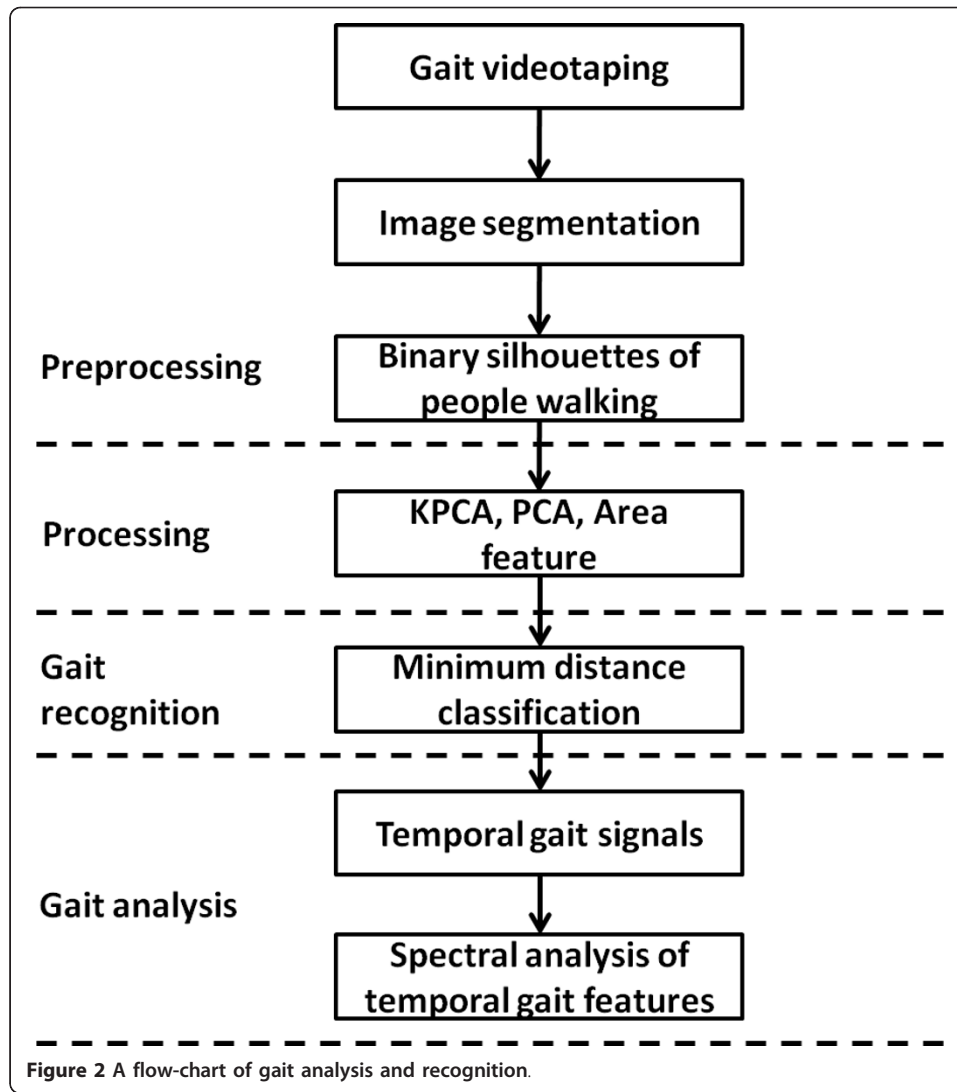 Gait videotaping
Image segmentation
Preprocessing
Binary silhouettes of
people walking
Processing
KPCA, PCA, Area
feature
Gait
recognition
Minimum distance
classification
Temporal gait signals
Gait analysis
Spectral analysis of
temporal gait features
Figure 2 A flow-chart of gait analysis and recognition.